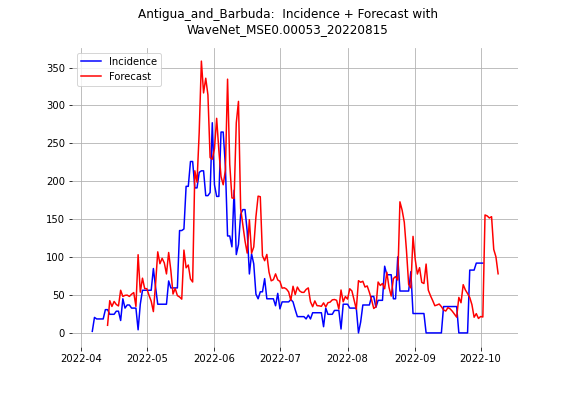 Antigua_and_Barbuda:  Incidence + Forecast with
WaveNet_MSE0.00053_20220815
Incidence
Forecast
350
300
250
200
150
100
50
0
2022-04 2022-05 2022-06 2022-07 2022-08 2022-09 2022-10